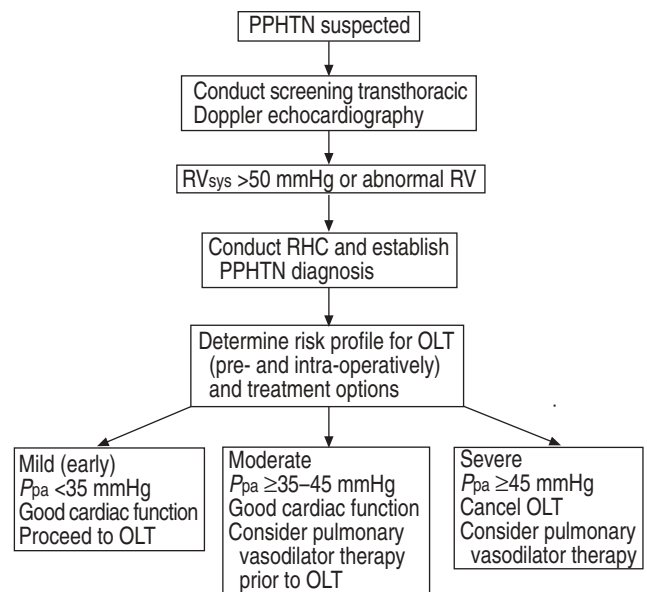 PPHTN suspected
Conduct screening transthoracic
Doppler echocardiography
RVsys >50 mmHg or abnormal RV
Conduct RHC and establish
PPHTN diagnosis
Determine risk profile for OLT
(pre- and intra-operatively)
and treatment options
Mild (early)
Ppa <35 mmHg
Good cardiac function
Proceed to OLT
Moderate
Ppa ≥35–45 mmHg
Good cardiac function
Consider pulmonary
vasodilator therapy
prior to OLT
Severe
Ppa ≥45 mmHg
Cancel OLT
Consider pulmonary
vasodilator therapy